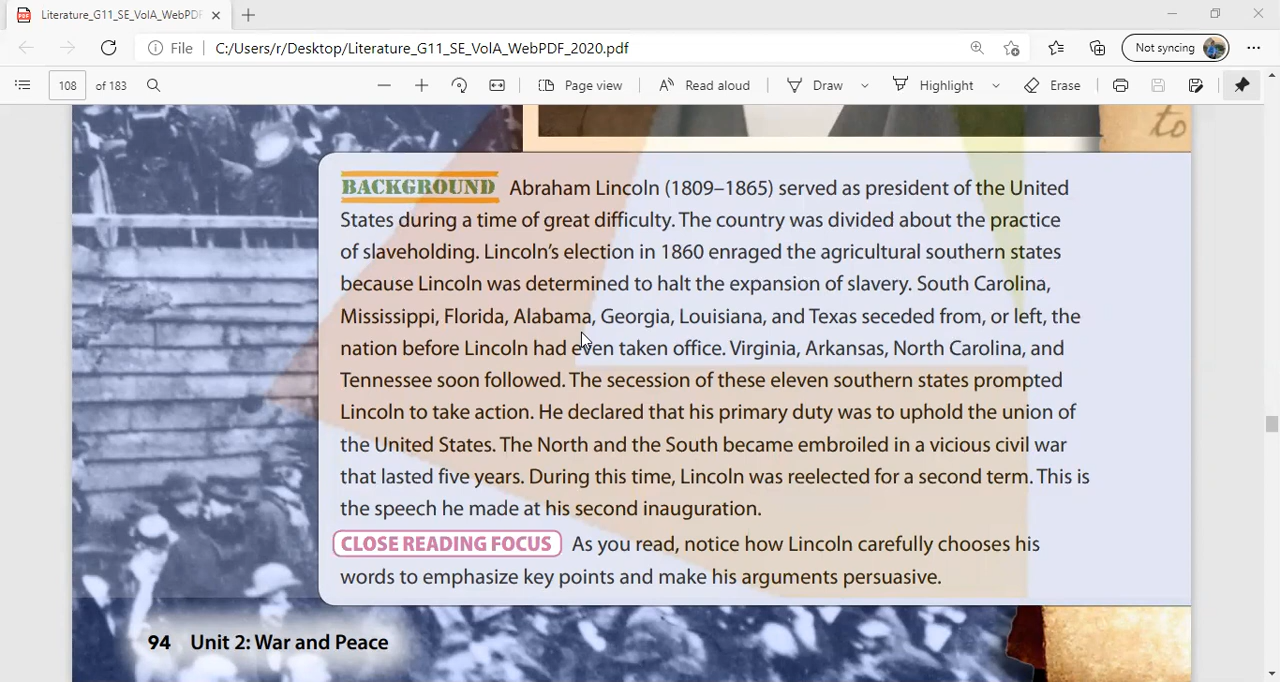 Literature_G11_SE_VolA_WebPDF
File
C:/Users/r/Desktop/Literature_G11_SE_VolA_WebPDF_2020.pdf
Not syncing
108 of 183
Page view
Read aloud
Draw
Highlight
Erase
to
BACKGROUND Abraham Lincoln (1809–1865) served as president of the United
States during a time of great difficulty. The country was divided about the practice
of slaveholding. Lincoln's election in 1860 enraged the agricultural southern states
because Lincoln was determined to halt the expansion of slavery. South Carolina,
Mississippi, Florida, Alabama, Georgia, Louisiana, and Texas seceded from, or left, the
nation before Lincoln had even taken office. Virginia, Arkansas, North Carolina, and
Tennessee soon followed. The secession of these eleven southern states prompted
Lincoln to take action. He declared that his primary duty was to uphold the union of
the United States. The North and the South became embroiled in a vicious civil war
that lasted five years. During this time, Lincoln was reelected for a second term. This is
the speech he made at his second inauguration.
CLOSE READING FOCUS As you read, notice how Lincoln carefully chooses his
words to emphasize key points and make his arguments persuasive.
94 Unit 2: War and Peace